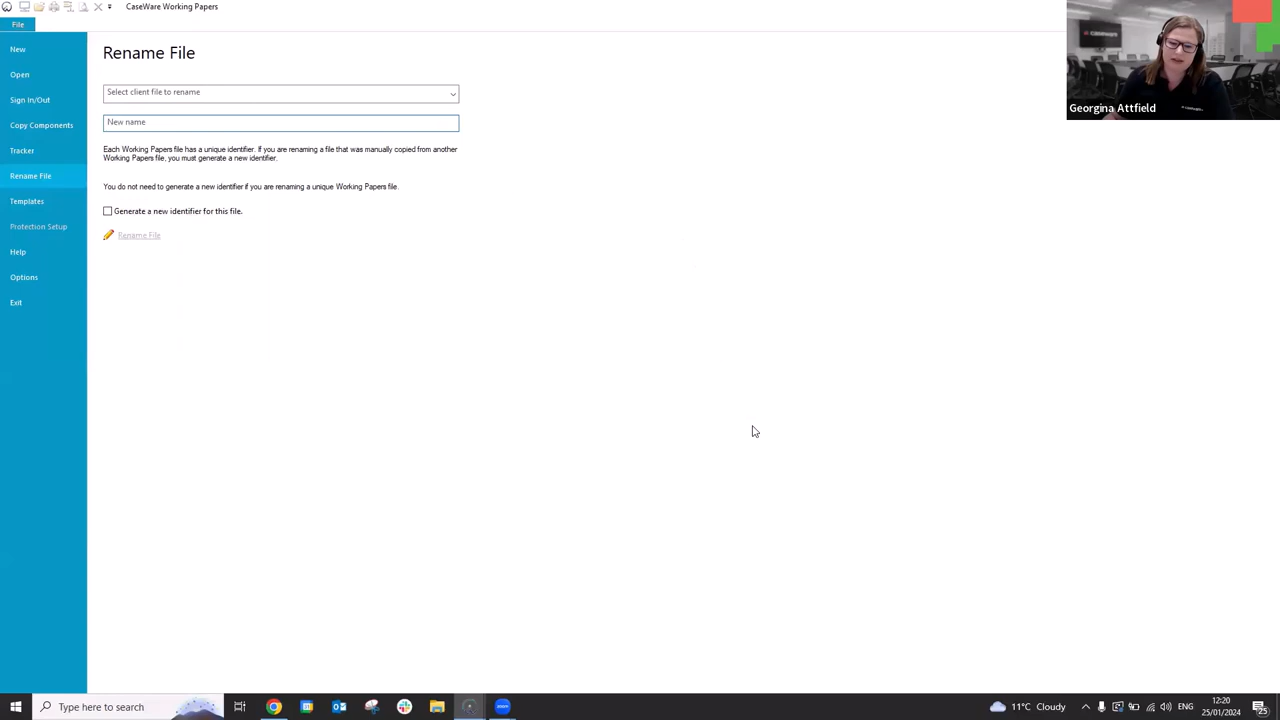 CaseWare Working Papers
File
New
Open
Sign In/Out
Copy Components
Tracker
Rename File
Templates
Protection Setup
Help
Options
Exit
Rename File
Select client file to rename
New name
Each Working Papers file has a unique identifier. If you are renaming a file that was manually copied from another
Working Papers file, you must generate a new identifier.
You do not need to generate a new identifier if you are renaming a unique Working Papers file.
Generate a new identifier for this file.
Rename File
caseware
Georgina Attfield
Type here to search
11°C Cloudy
ENG
12:20
25/01/2024
25